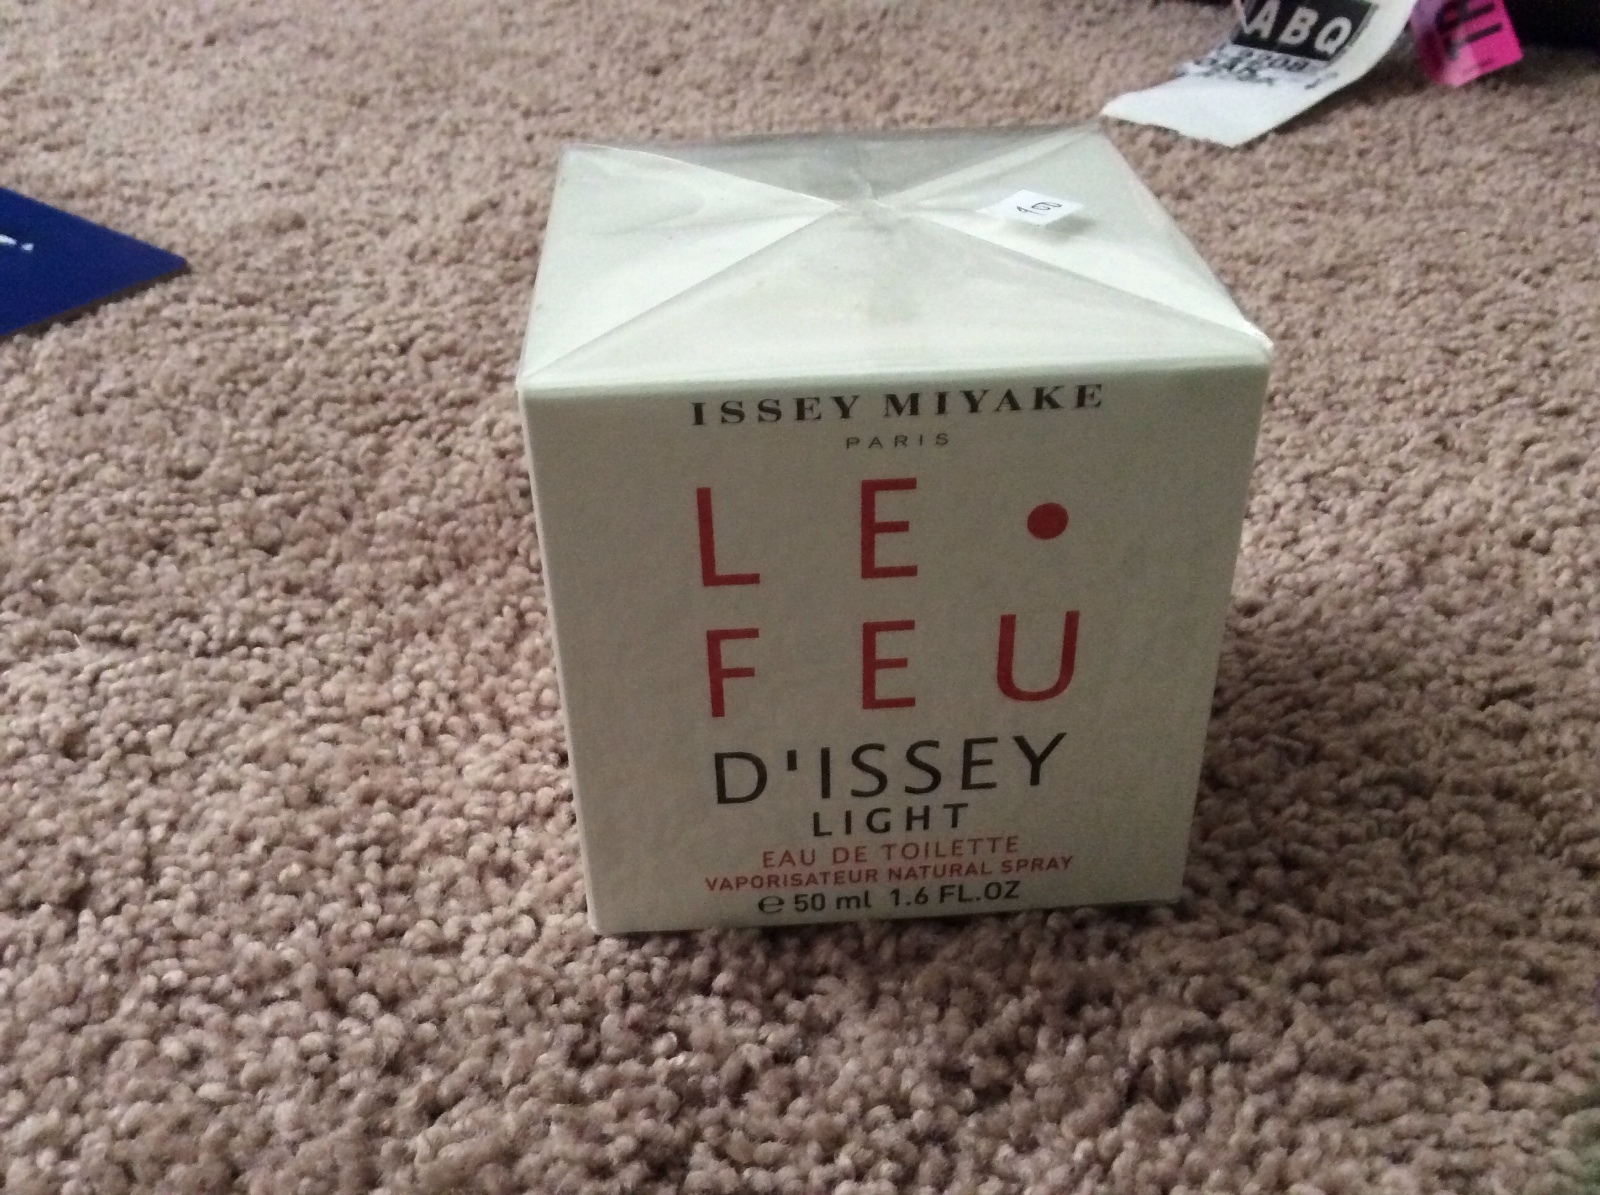 ABQ
100
ISSEY MIYAKE
PARIS
LE•
FEU
D'ISSEY
LIGHT
EAU DE TOILETTE
VAPORISATEUR NATURAL SPRAY
℮ 50 ml 1.6 FL.OZ